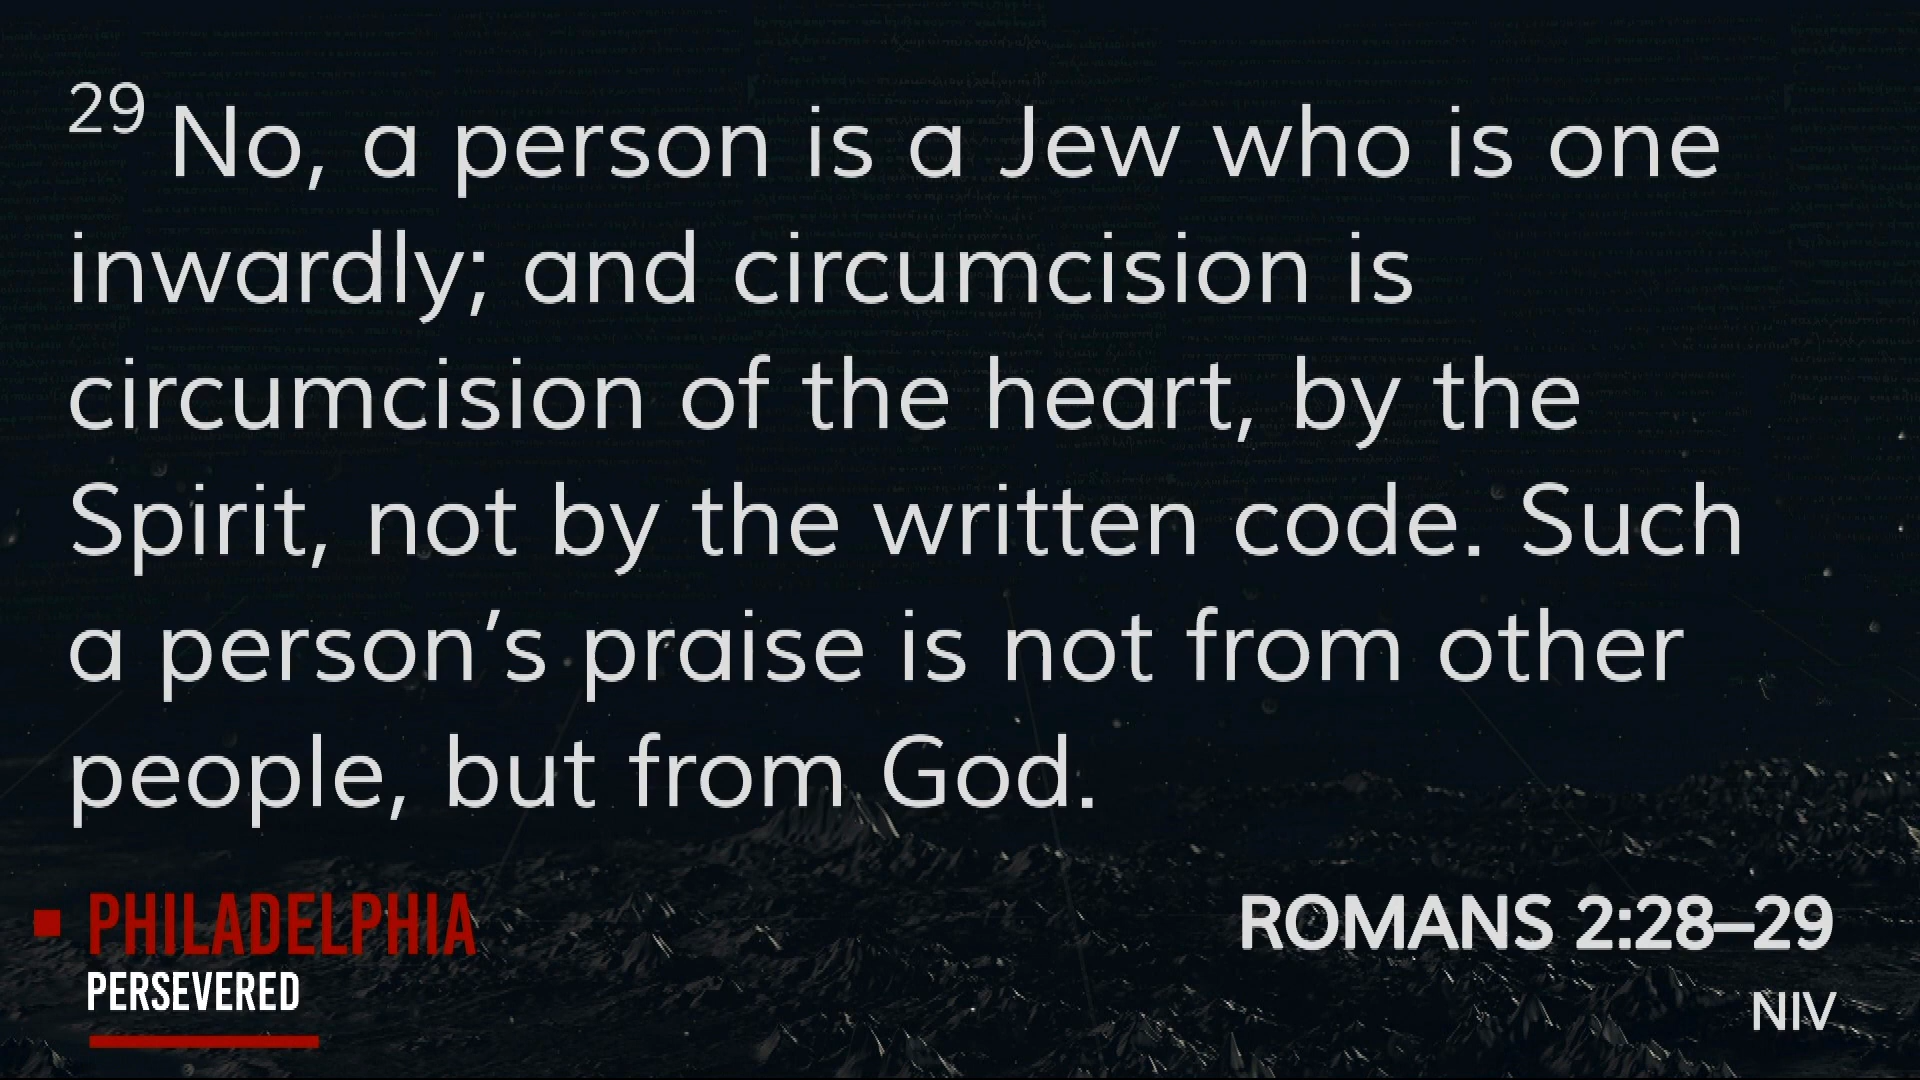 29 No, a person is a Jew who is one
inwardly; and circumcision is
circumcision of the heart, by the
Spirit, not by the written code. Such
a person’s praise is not from other
people, but from God.
PHILADELPHIA
PERSEVERED
ROMANS 2:28–29
NIV